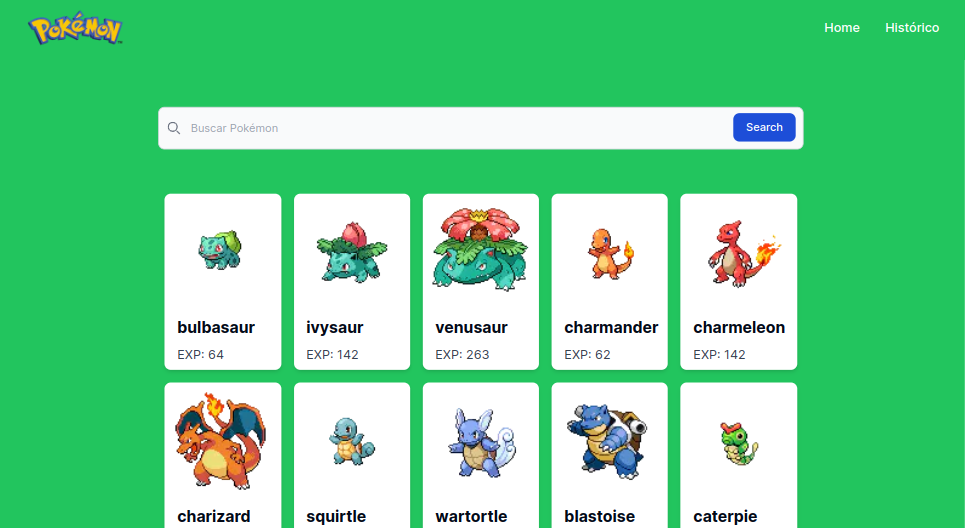 POKÉMON
Home Histórico
Buscar Pokémon Search
bulbasaur ivysaur venusaur charmander charmeleon
EXP: 64 EXP: 142 EXP: 263 EXP: 62 EXP: 142
charizard squirtle wartortle blastoise caterpie